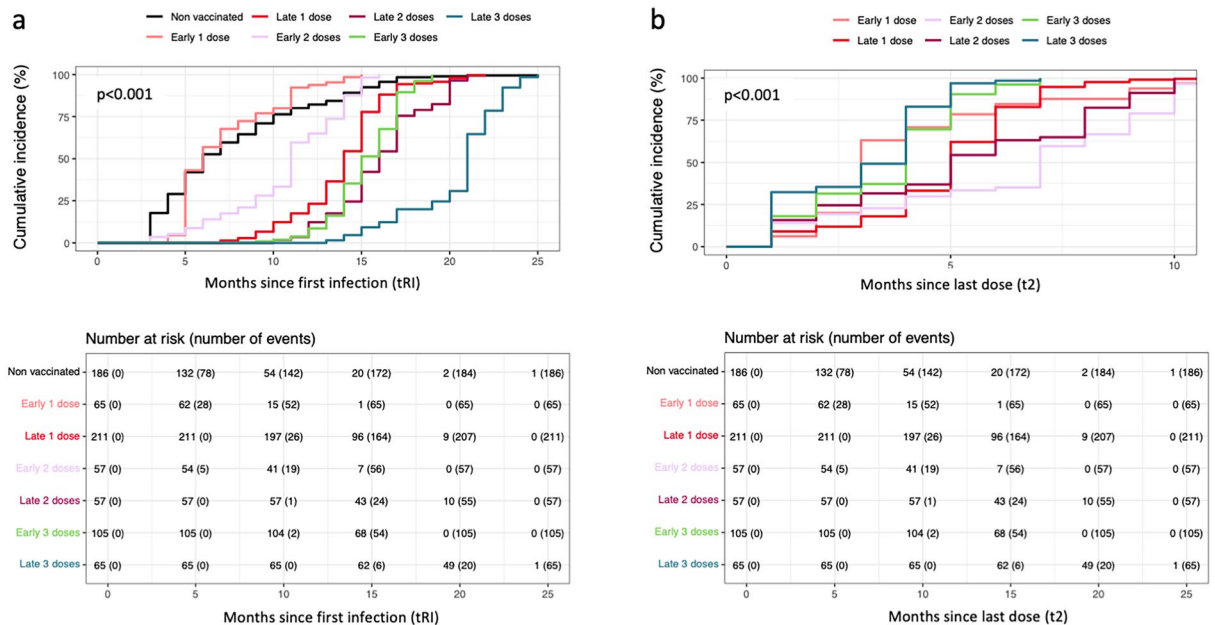 a
Non vaccinated Late 1 dose Late 2 doses Late 3 doses
Early 1 dose Early 2 doses Early 3 doses
Cumulative incidence (%)
100
75
50
25
0
p<0.001
0 5 10 15 20 25
Months since first infection (tRI)
Number at risk (number of events)
Non vaccinated 186 (0) 132 (78) 54 (142) 20 (172) 2 (184) 1 (186)
Early 1 dose 65 (0) 62 (28) 15 (52) 1 (65) 0 (65) 0 (65)
Late 1 dose 211 (0) 211 (0) 197 (26) 96 (164) 9 (207) 0 (211)
Early 2 doses 57 (0) 54 (5) 41 (19) 7 (56) 0 (57) 0 (57)
Late 2 doses 57 (0) 57 (0) 57 (1) 43 (24) 10 (55) 0 (57)
Early 3 doses 105 (0) 105 (0) 104 (2) 68 (54) 0 (105) 0 (105)
Late 3 doses 65 (0) 65 (0) 65 (0) 62 (6) 49 (20) 1 (65)
0 5 10 15 20 25
Months since first infection (tRI)
b
Early 1 dose Early 2 doses Early 3 doses
Late 1 dose Late 2 doses Late 3 doses
Cumulative incidence (%)
100
75
50
25
0
p<0.001
0 5 10
Months since last dose (t2)
Number at risk (number of events)
Non vaccinated 186 (0) 132 (78) 54 (142) 20 (172) 2 (184) 1 (186)
Early 1 dose 65 (0) 62 (28) 15 (52) 1 (65) 0 (65) 0 (65)
Late 1 dose 211 (0) 211 (0) 197 (26) 96 (164) 9 (207) 0 (211)
Early 2 doses 57 (0) 54 (5) 41 (19) 7 (56) 0 (57) 0 (57)
Late 2 doses 57 (0) 57 (0) 57 (1) 43 (24) 10 (55) 0 (57)
Early 3 doses 105 (0) 105 (0) 104 (2) 68 (54) 0 (105) 0 (105)
Late 3 doses 65 (0) 65 (0) 65 (0) 62 (6) 49 (20) 1 (65)
0 5 10 15 20 25
Months since last dose (t2)